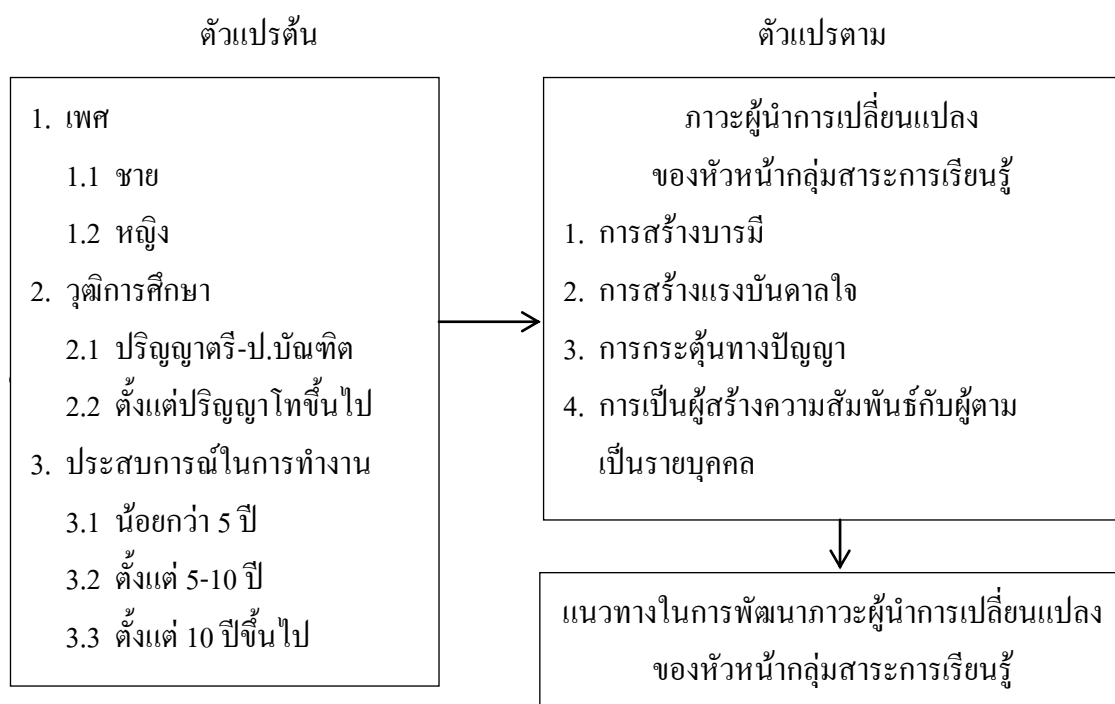 ตัวแปรต้น
1. เพศ
1.1 ชาย
1.2 หญิง
2. วุฒิการศึกษา
2.1 ปริญญาตรี-ป.บัณฑิต
2.2 ตั้งแต่ปริญญาโทขึ้นไป
3. ประสบการณ์ในการทำงาน
3.1 น้อยกว่า 5 ปี
3.2 ตั้งแต่ 5-10 ปี
3.3 ตั้งแต่ 10 ปีขึ้นไป
ตัวแปรตาม
ภาวะผู้นำการเปลี่ยนแปลง
ของหัวหน้ากลุ่มสาระการเรียนรู้
1. การสร้างบารมี
2. การสร้างแรงบันดาลใจ
3. การกระตุ้นทางปัญญา
4. การเป็นผู้สร้างความสัมพันธ์กับผู้ตาม
เป็นรายบุคคล
แนวทางในการพัฒนาภาวะผู้นำการเปลี่ยนแปลง
ของหัวหน้ากลุ่มสาระการเรียนรู้